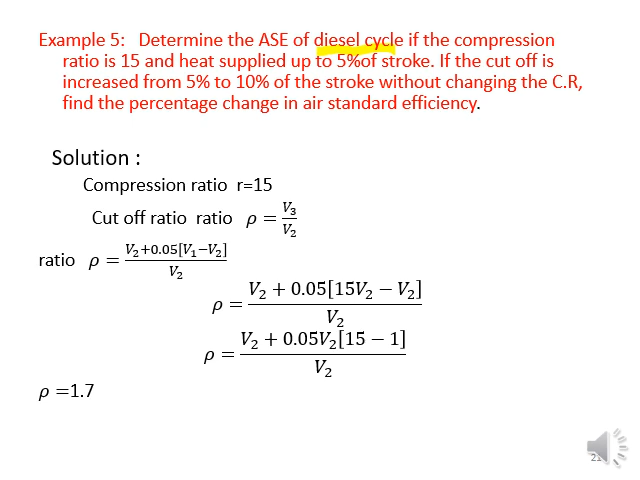 Example 5: Determine the ASE of diesel cycle if the compression
ratio is 15 and heat supplied up to 5%of stroke. If the cut off is
increased from 5% to 10% of the stroke without changing the C.R,
find the percentage change in air standard efficiency.
Solution :
Compression ratio r=15
Cut off ratio ratio ρ = V₃/V₂
ratio ρ = V₂+0.05[V₁−V₂]/V₂
ρ = V₂ + 0.05[15V₂ − V₂]/V₂
ρ = V₂ + 0.05V₂[15 − 1]/V₂
ρ =1.7